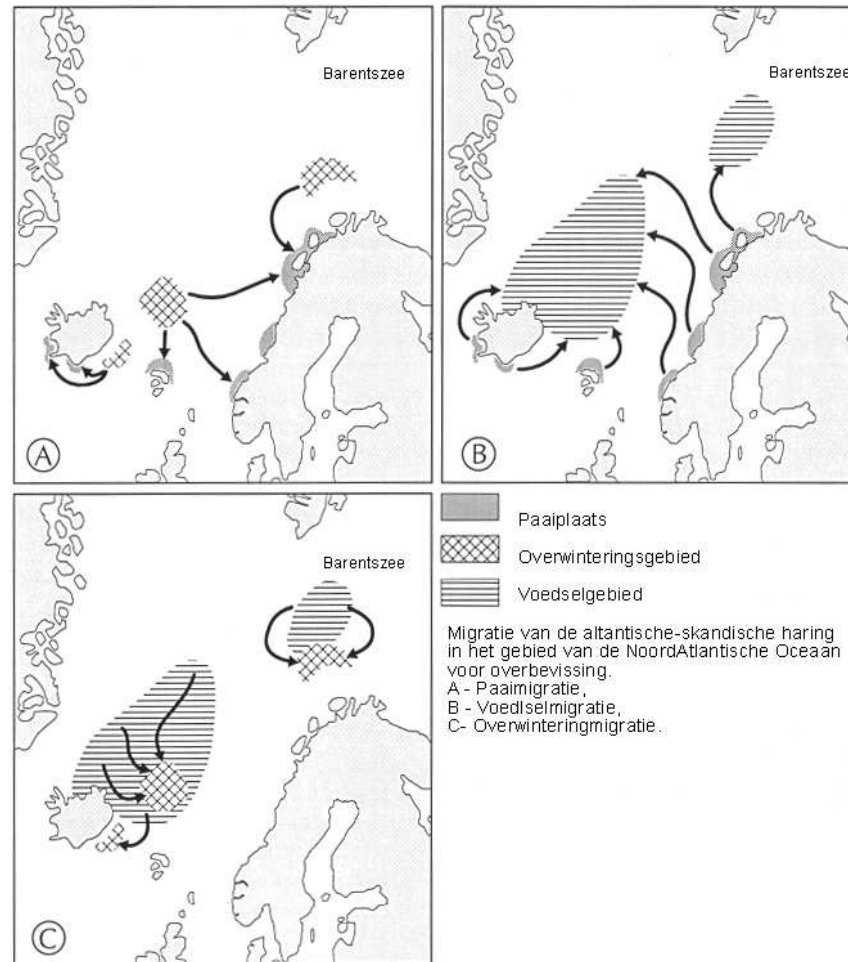 Barentszee
A
Barentszee
B
Barentszee
C
Paaiplaats
Overwinteringsgebied
Voedselgebied
Migratie van de altantische-skandische haring
in het gebied van de NoordAtlantische Oceaan
voor overbevissing.
A - Paaimigratie,
B - Voedlselmigratie,
C- Overwinteringmigratie.